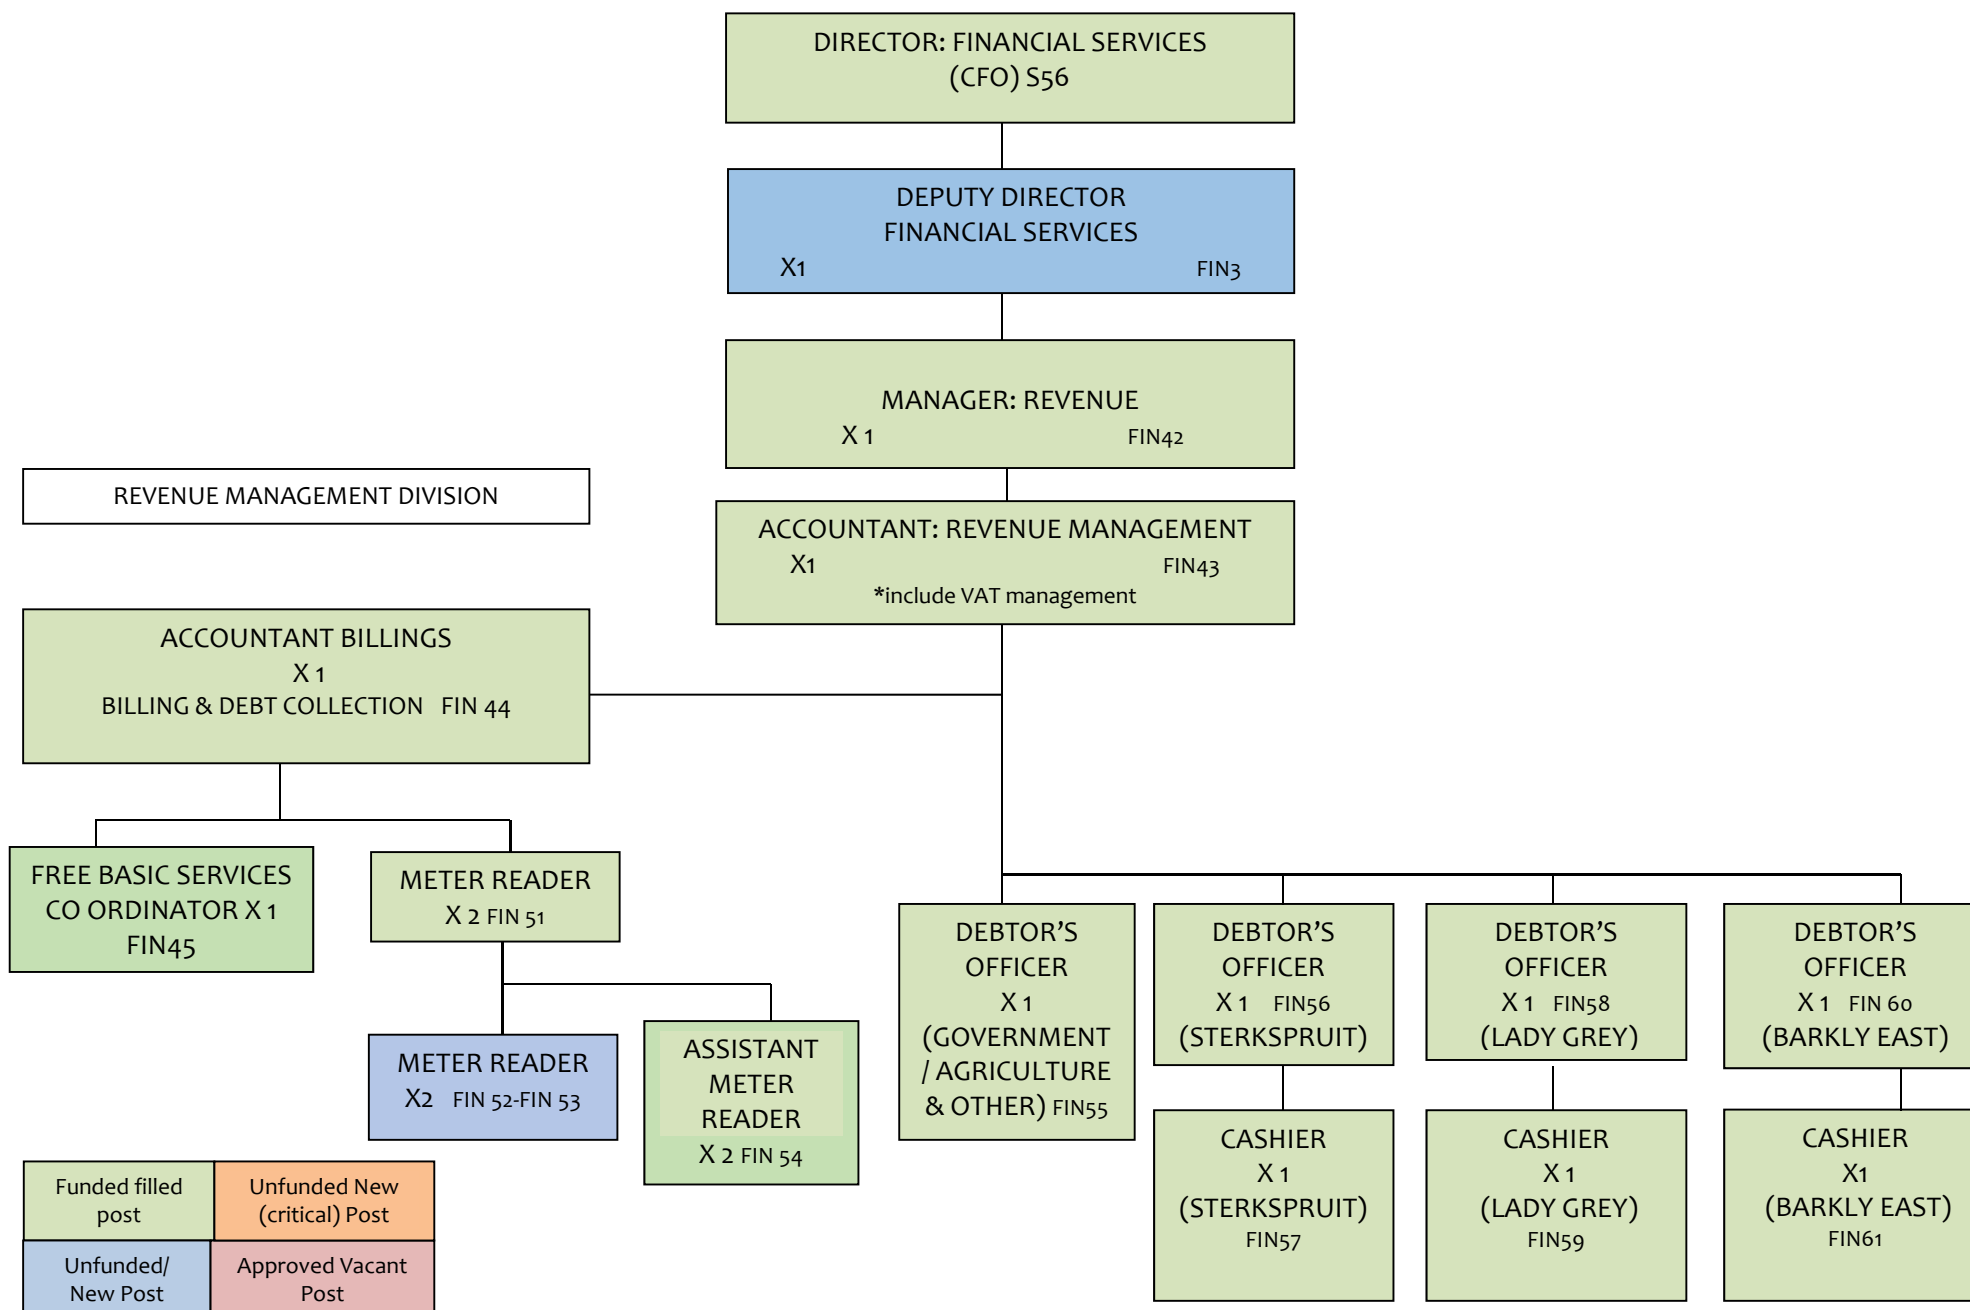 DIRECTOR: FINANCIAL SERVICES
(CFO) S56
DEPUTY DIRECTOR
FINANCIAL SERVICES
X1 FIN3
MANAGER: REVENUE
X 1 FIN42
REVENUE MANAGEMENT DIVISION
ACCOUNTANT: REVENUE MANAGEMENT
X1 FIN43
*include VAT management
ACCOUNTANT BILLINGS
X 1
BILLING & DEBT COLLECTION FIN 44
FREE BASIC SERVICES
CO ORDINATOR X 1
FIN45
METER READER
X 2 FIN 51
METER READER
X2 FIN 52-FIN 53
ASSISTANT
METER
READER
X 2 FIN 54
DEBTOR’S
OFFICER
X 1
(GOVERNMENT
/ AGRICULTURE
& OTHER) FIN55
DEBTOR’S
OFFICER
X 1 FIN56
(STERKSPRUIT)
DEBTOR’S
OFFICER
X 1 FIN58
(LADY GREY)
DEBTOR’S
OFFICER
X 1 FIN 60
(BARKLY EAST)
CASHIER
X 1
(STERKSPRUIT)
FIN57
CASHIER
X 1
(LADY GREY)
FIN59
CASHIER
X1
(BARKLY EAST)
FIN61
Funded filled
post
Unfunded New
(critical) Post
Unfunded/
New Post
Approved Vacant
Post